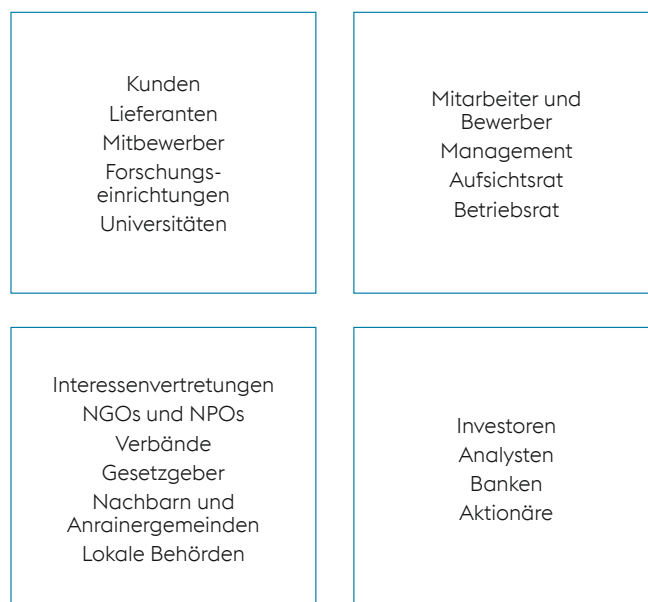 Kunden
Lieferanten
Mitbewerber
Forschungs-
einrichtungen
Universitäten
Mitarbeiter und
Bewerber
Management
Aufsichtsrat
Betriebsrat
Interessenvertretungen
NGOs und NPOs
Verbände
Gesetzgeber
Nachbarn und
Anrainergemeinden
Lokale Behörden
Investoren
Analysten
Banken
Aktionäre